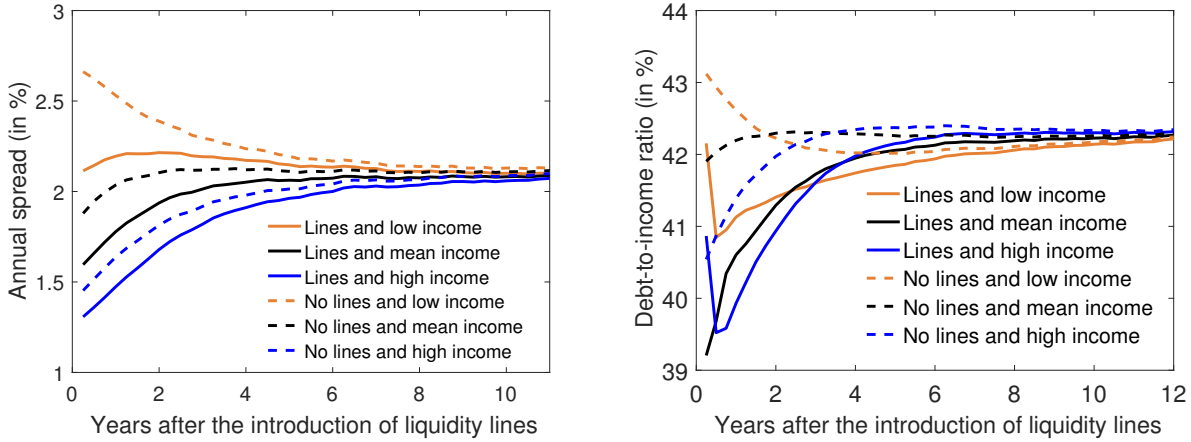 Annual spread (in %)
3
2.5
2
1.5
1
0
2
4
6
8
10
Years after the introduction of liquidity lines
Lines and low income
Lines and mean income
Lines and high income
No lines and low income
No lines and mean income
No lines and high income
Debt-to-income ratio (in %)
44
43
42
41
40
39
0
2
4
6
8
10
12
Years after the introduction of liquidity lines
Lines and low income
Lines and mean income
Lines and high income
No lines and low income
No lines and mean income
No lines and high income